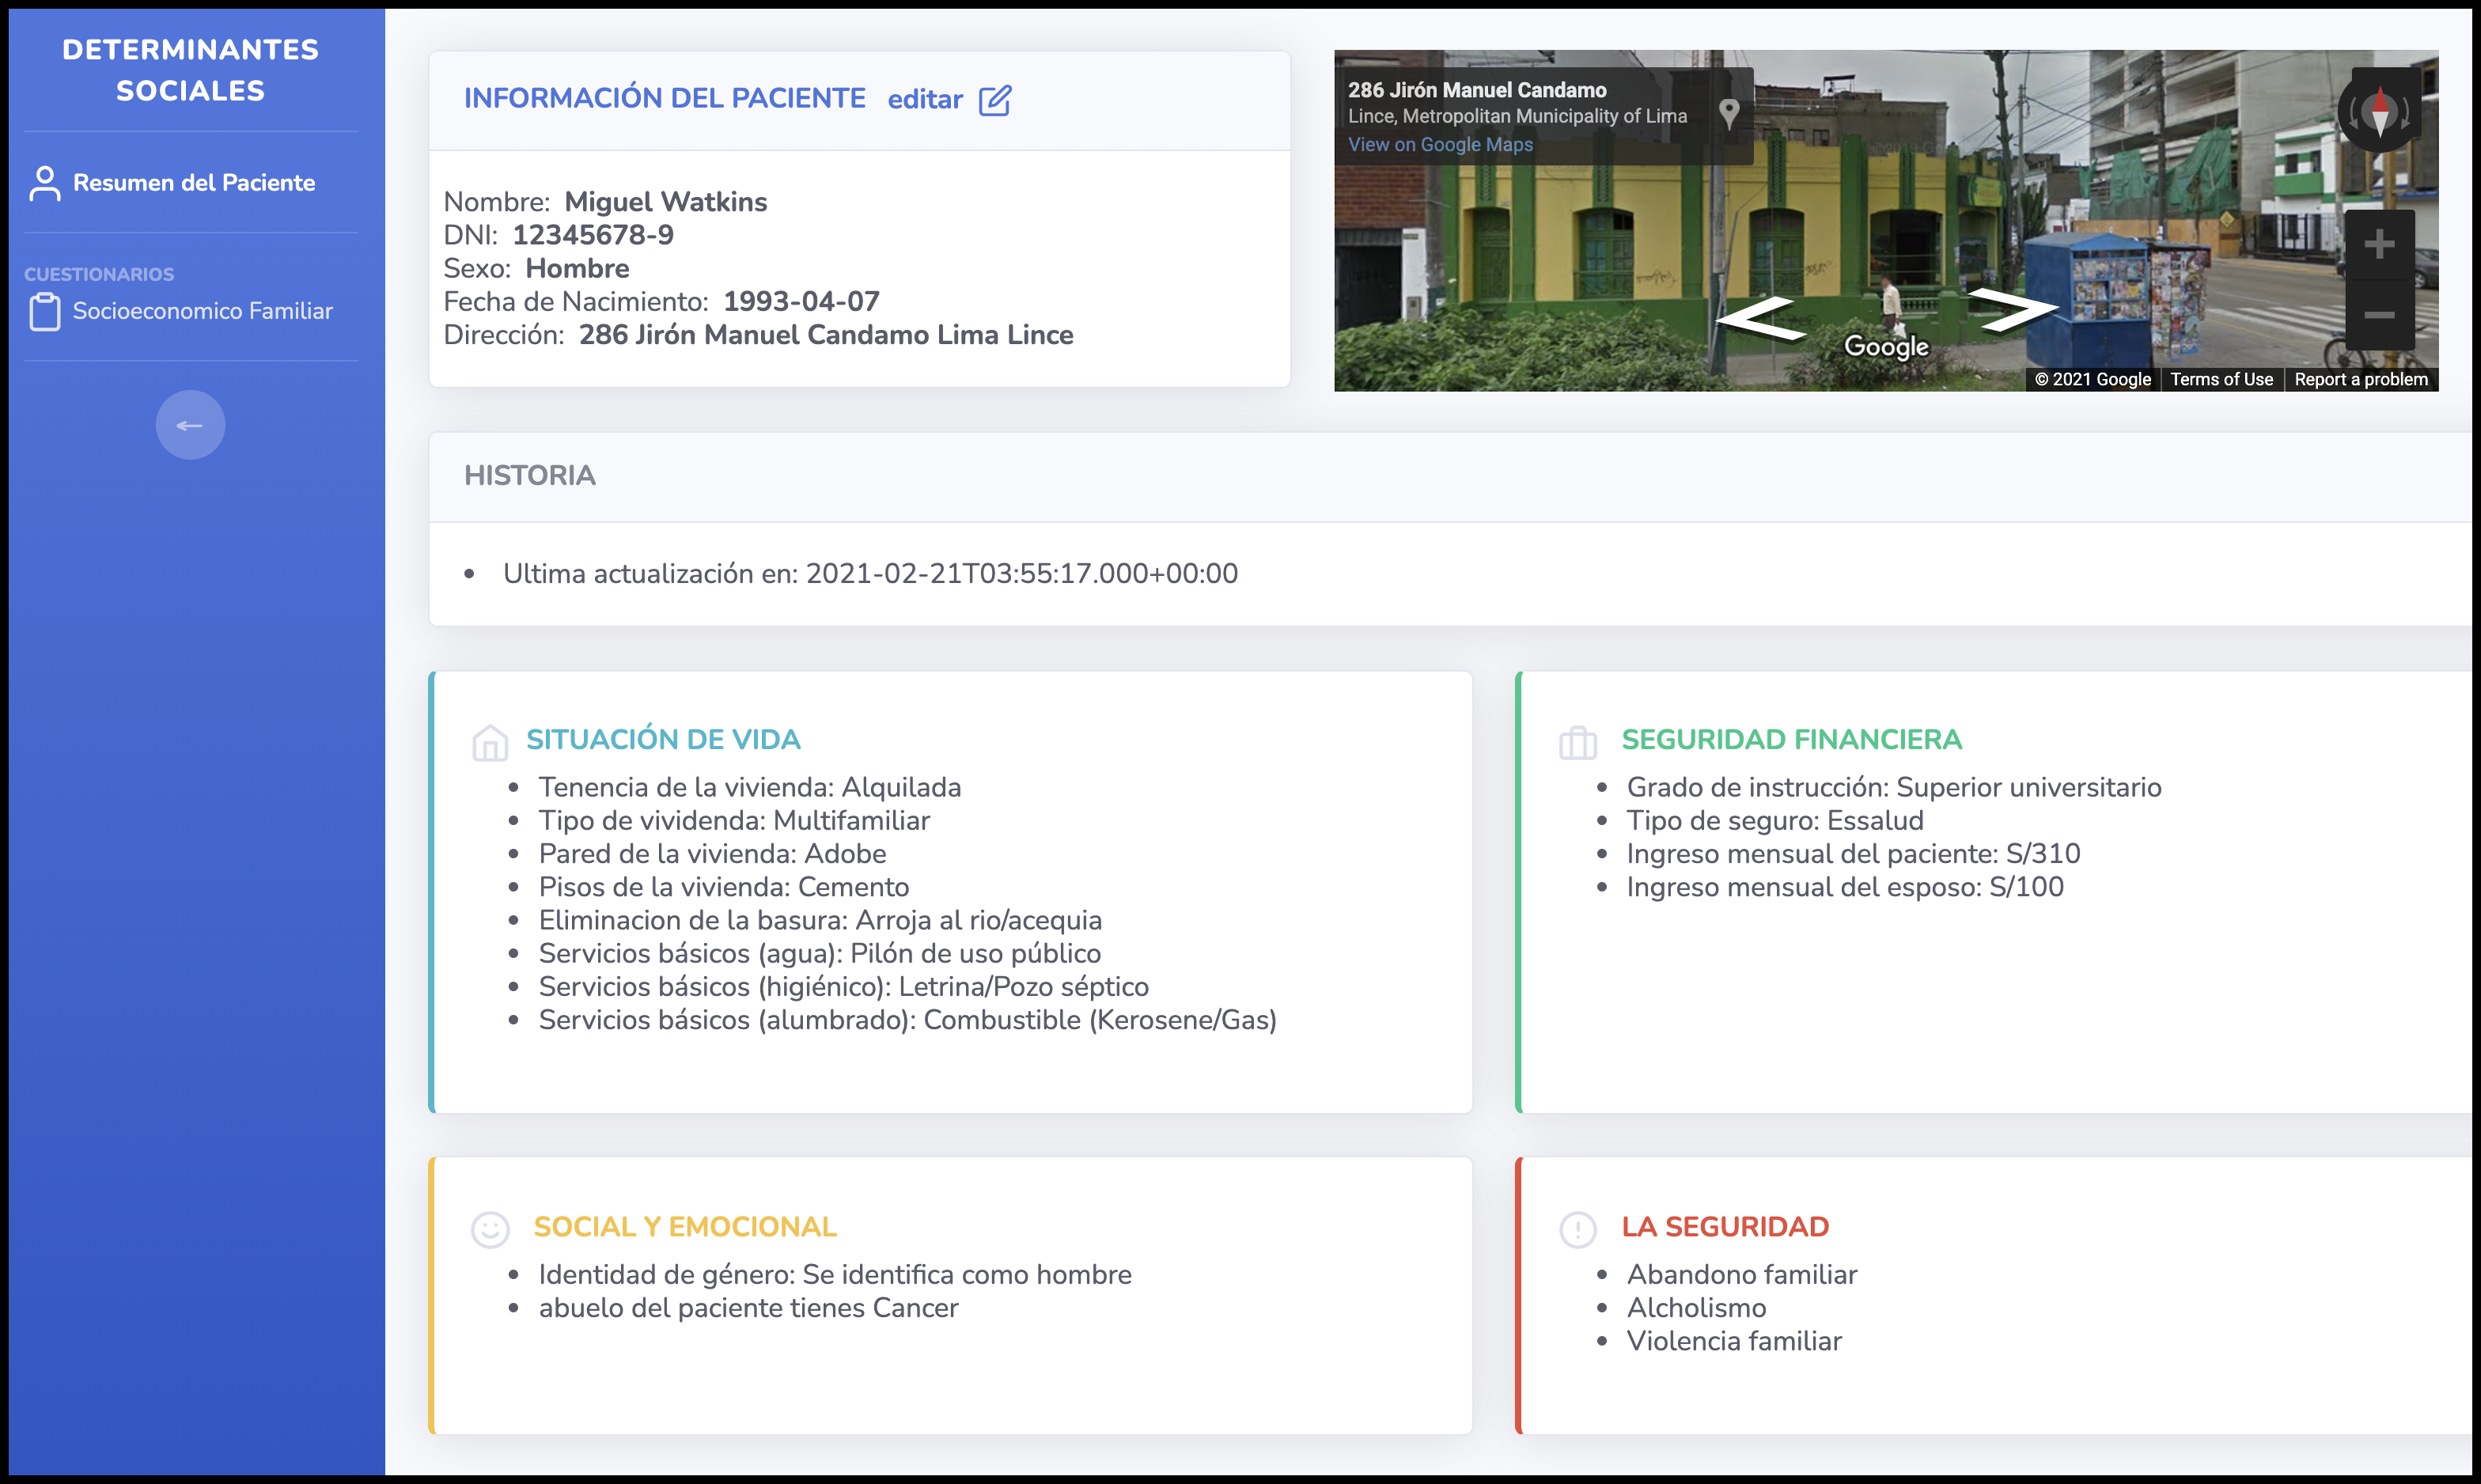 DETERMINANTES
SOCIALES
Resumen del Paciente
CUESTIONARIOS
Socioeconomico Familiar
INFORMACIÓN DEL PACIENTE editar
Nombre: Miguel Watkins
DNI: 12345678-9
Sexo: Hombre
Fecha de Nacimiento: 1993-04-07
Dirección: 286 Jirón Manuel Candamo Lima Lince
286 Jirón Manuel Candamo
Lince, Metropolitan Municipality of Lima
View on Google Maps
Google
© 2021 Google
Terms of Use
Report a problem
HISTORIA
Ultima actualización en: 2021-02-21T03:55:17.000+00:00
SITUACIÓN DE VIDA
Tenencia de la vivienda: Alquilada
Tipo de vividenda: Multifamiliar
Pared de la vivienda: Adobe
Pisos de la vivienda: Cemento
Eliminacion de la basura: Arroja al rio/acequia
Servicios básicos (agua): Pilón de uso público
Servicios básicos (higiénico): Letrina/Pozo séptico
Servicios básicos (alumbrado): Combustible (Kerosene/Gas)
SEGURIDAD FINANCIERA
Grado de instrucción: Superior universitario
Tipo de seguro: Essalud
Ingreso mensual del paciente: S/310
Ingreso mensual del esposo: S/100
SOCIAL Y EMOCIONAL
Identidad de género: Se identifica como hombre
abuelo del paciente tienes Cancer
LA SEGURIDAD
Abandono familiar
Alcholismo
Violencia familiar